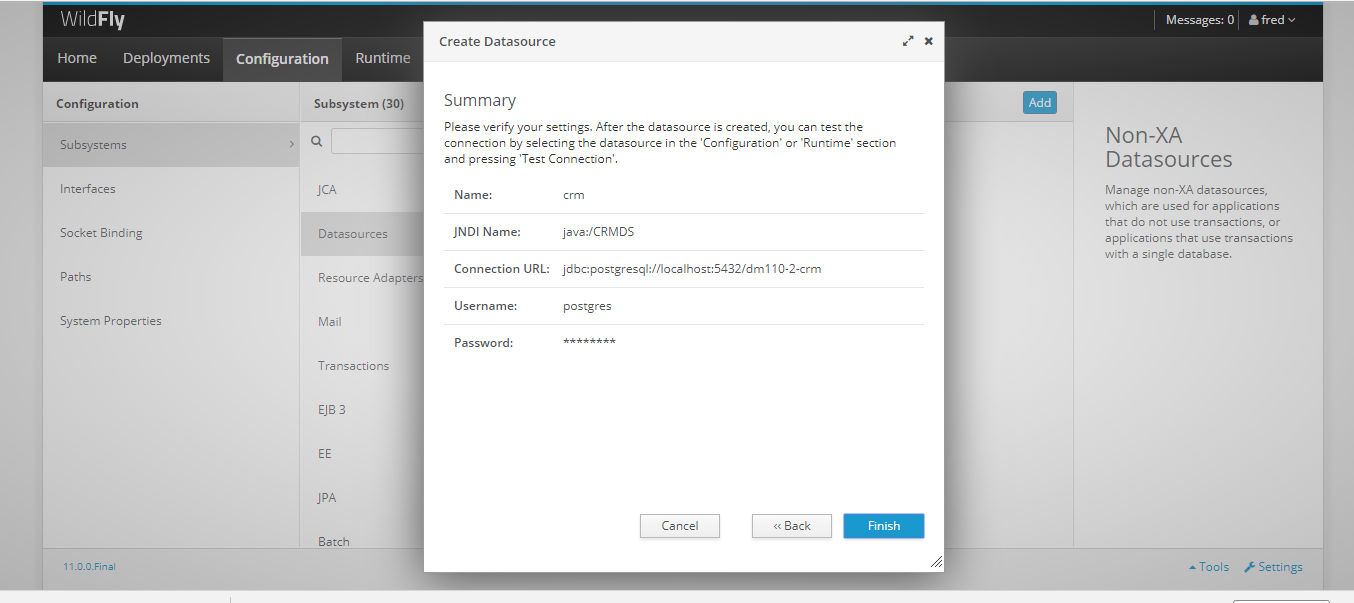 WildFly
Messages: 0
fred
Home
Deployments
Configuration
Runtime
Configuration
Subsystems
Interfaces
Socket Binding
Paths
System Properties
Subsystem (30)
JCA
Datasources
Resource Adapters
Mail
Transactions
EJB 3
EE
JPA
Batch
Create Datasource
Summary
Please verify your settings. After the datasource is created, you can test the
connection by selecting the datasource in the 'Configuration' or 'Runtime' section
and pressing 'Test Connection'.
Name: crm
JNDI Name: java:/CRMDS
Connection URL: jdbc:postgresql://localhost:5432/dm110-2-crm
Username: postgres
Password: ********
Cancel
‹‹ Back
Finish
Add
Non-XA
Datasources
Manage non-XA datasources,
which are used for applications
that do not use transactions, or
applications that use transactions
with a single database.
11.0.0.Final
Tools
Settings